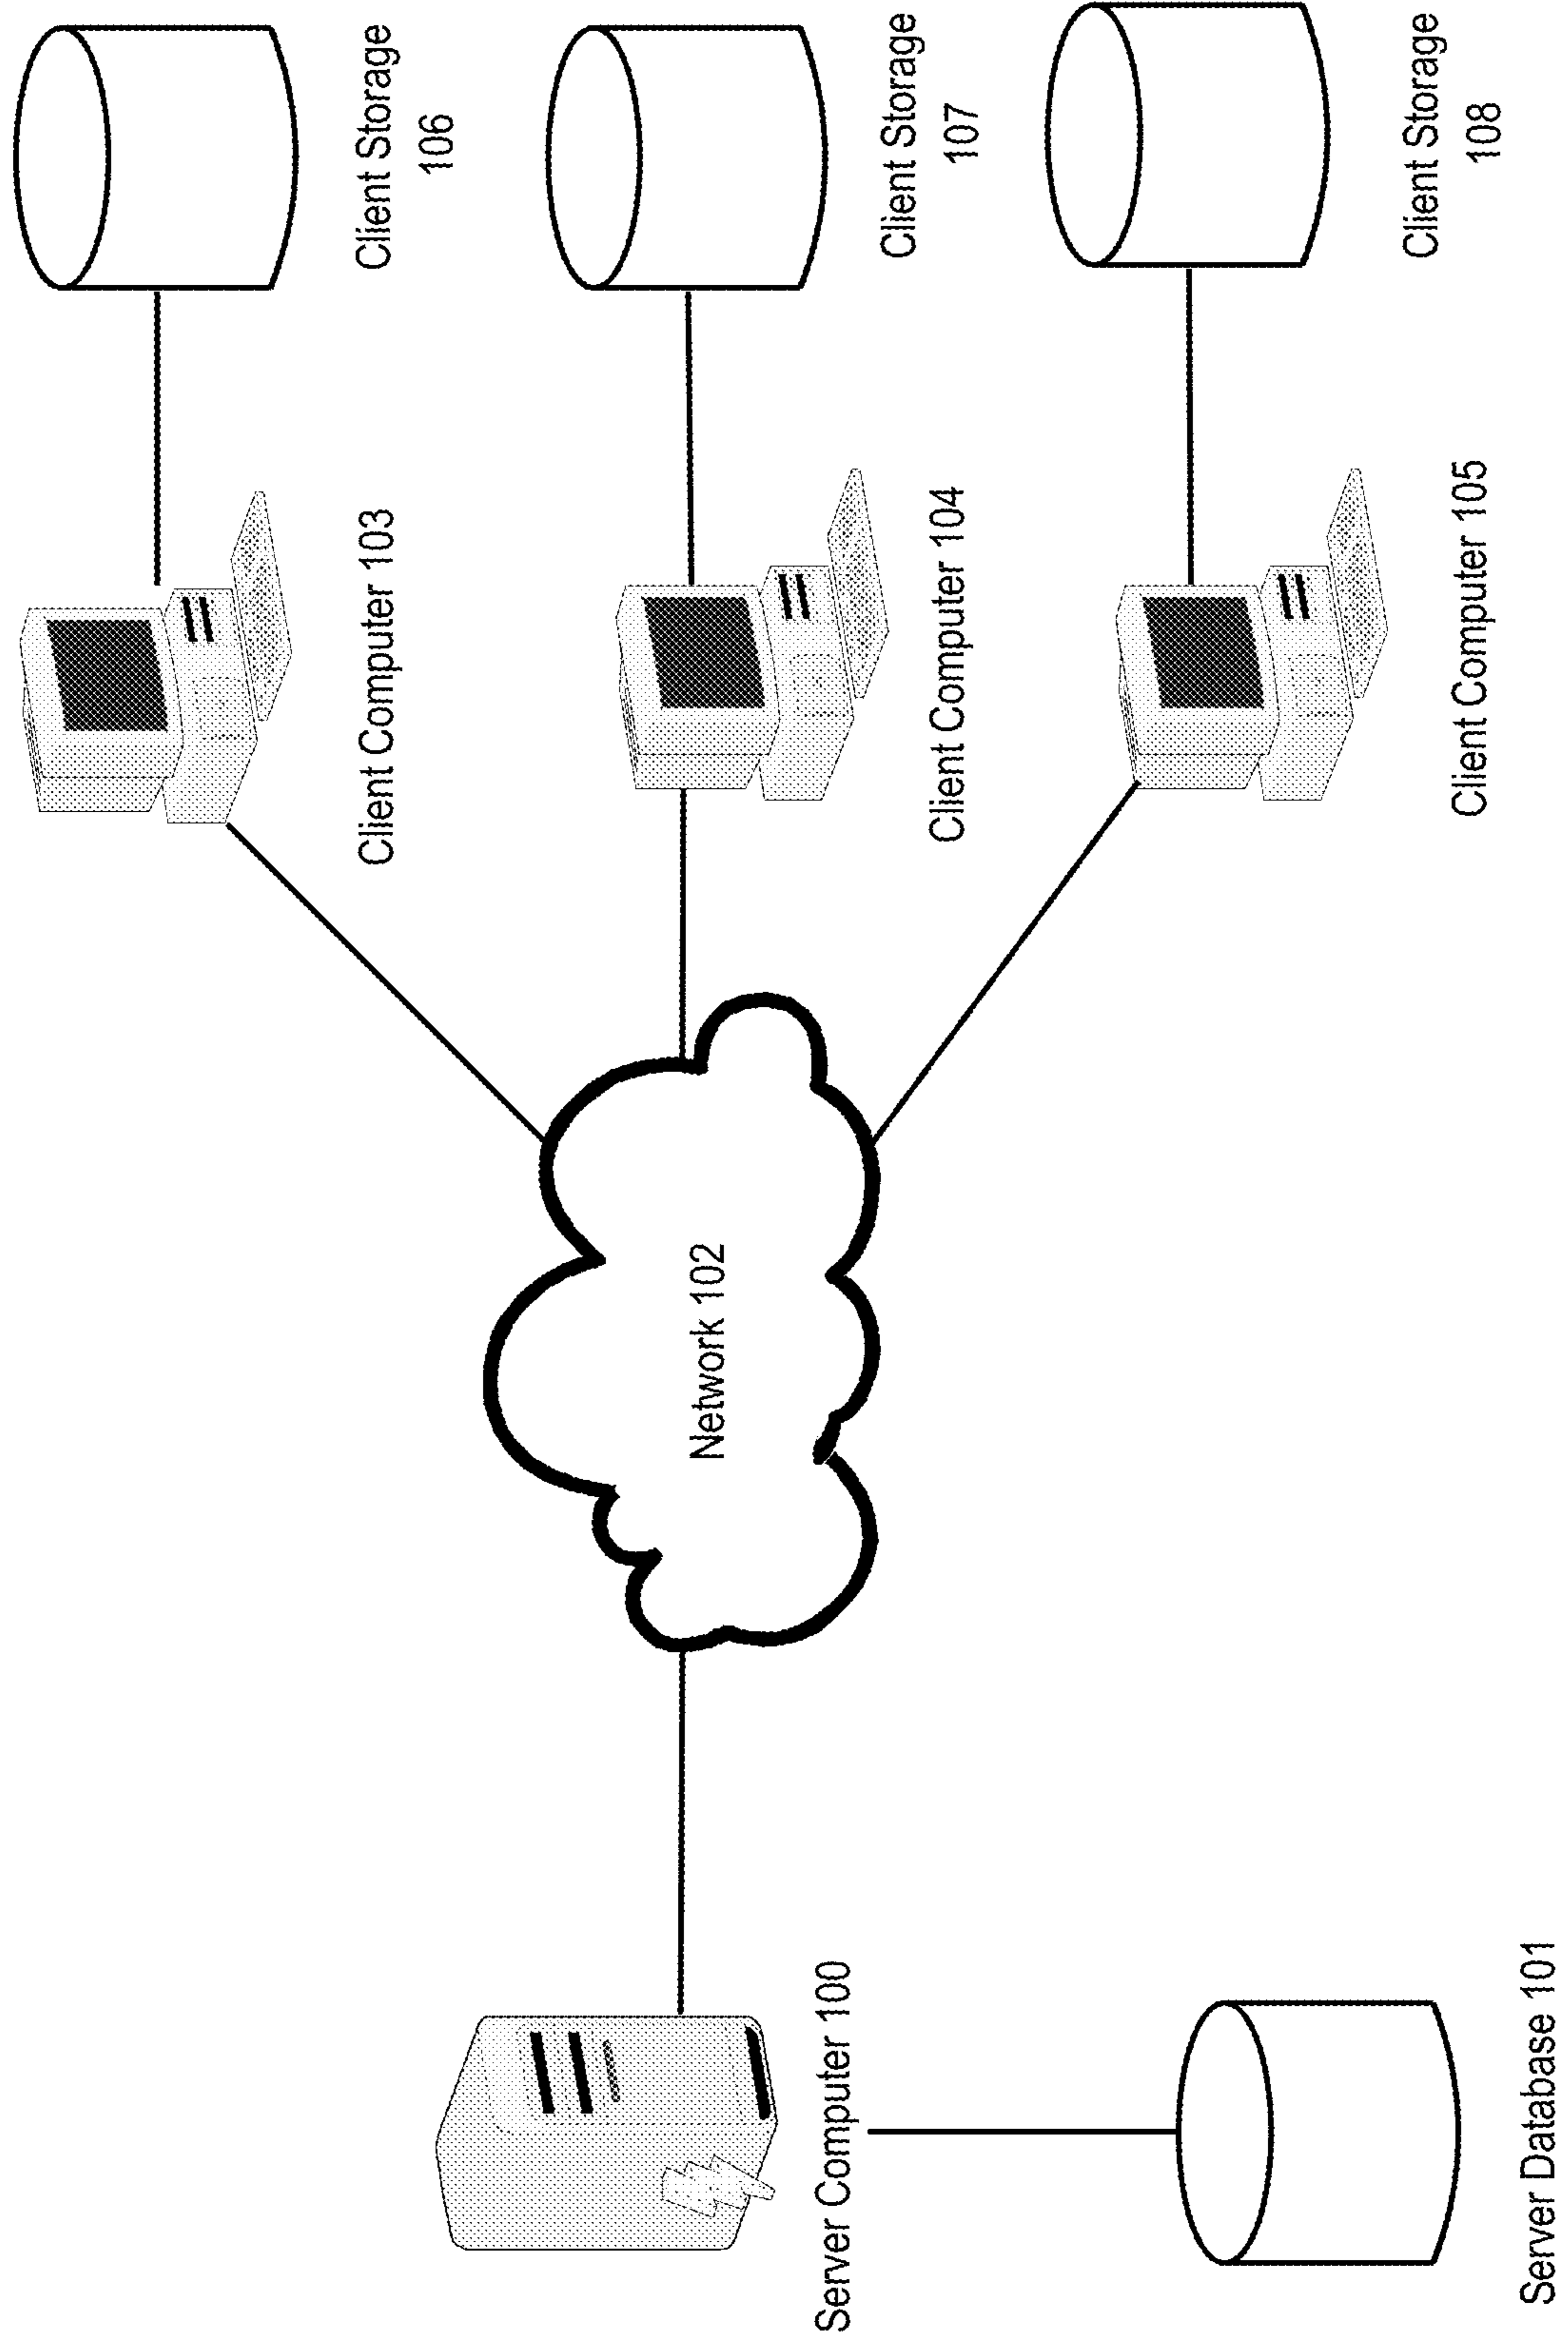 Client Computer 103
Client Storage
106
Client Computer 104
Client Storage
107
Network 102
Server Computer 100
Client Computer 105
Client Storage
108
Server Database 101